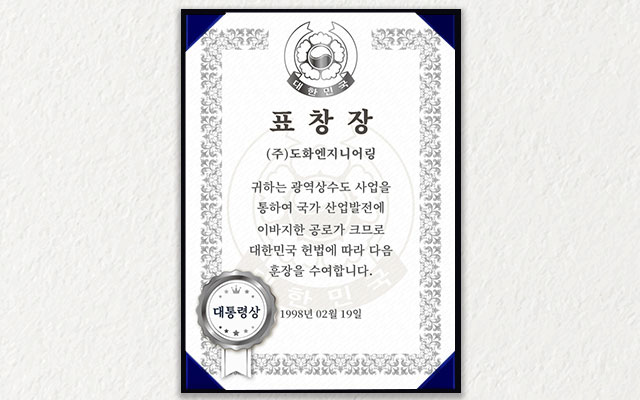 대한민국
표창장
(주)도화엔지니어링
귀하는 광역상수도 사업을
통하여 국가 산업발전에
이바지한 공로가 크므로
대한민국 헌법에 따라 다음
훈장을 수여합니다.
대한민국
대통령상
1998년 02월 19일